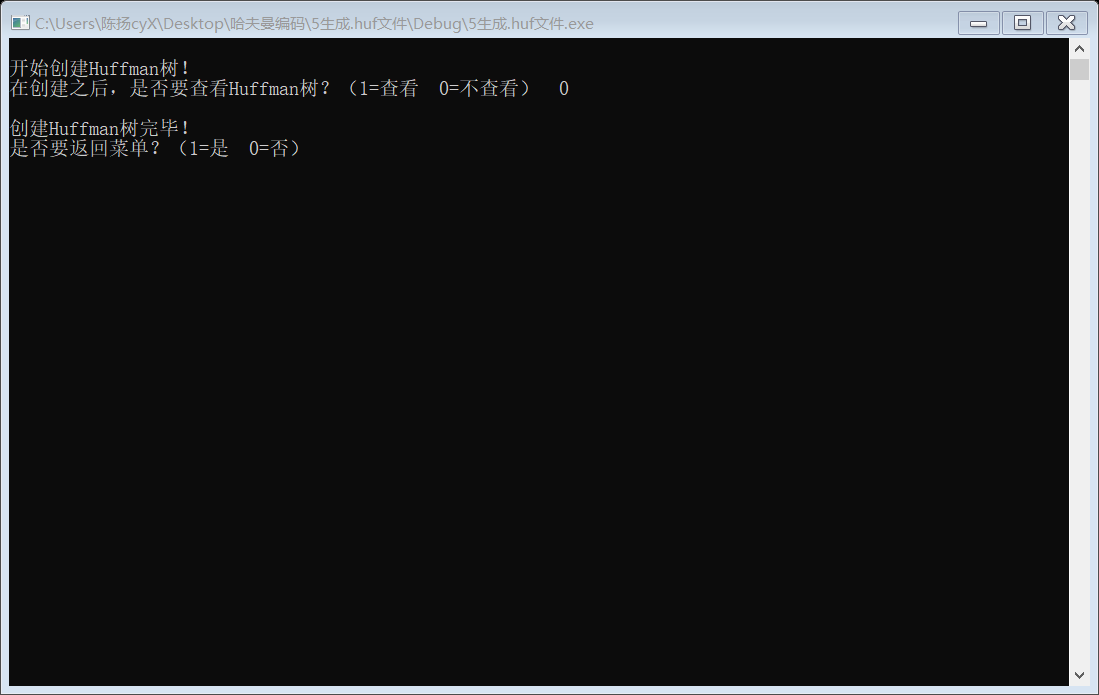 C:\Users\陈扬cyX\Desktop\哈夫曼编码\5生成.huf文件\Debug\5生成.huf文件.exe
开始创建Huffman树!
在创建之后，是否要查看Huffman树？（1=查看  0=不查看）  0
创建Huffman树完毕!
是否要返回菜单？（1=是  0=否）